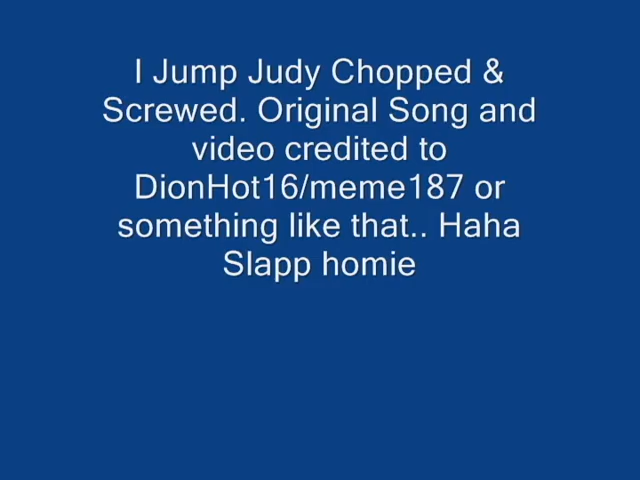 I Jump Judy Chopped &
Screwed. Original Song and
video credited to
DionHot16/meme187 or
something like that.. Haha
Slapp homie